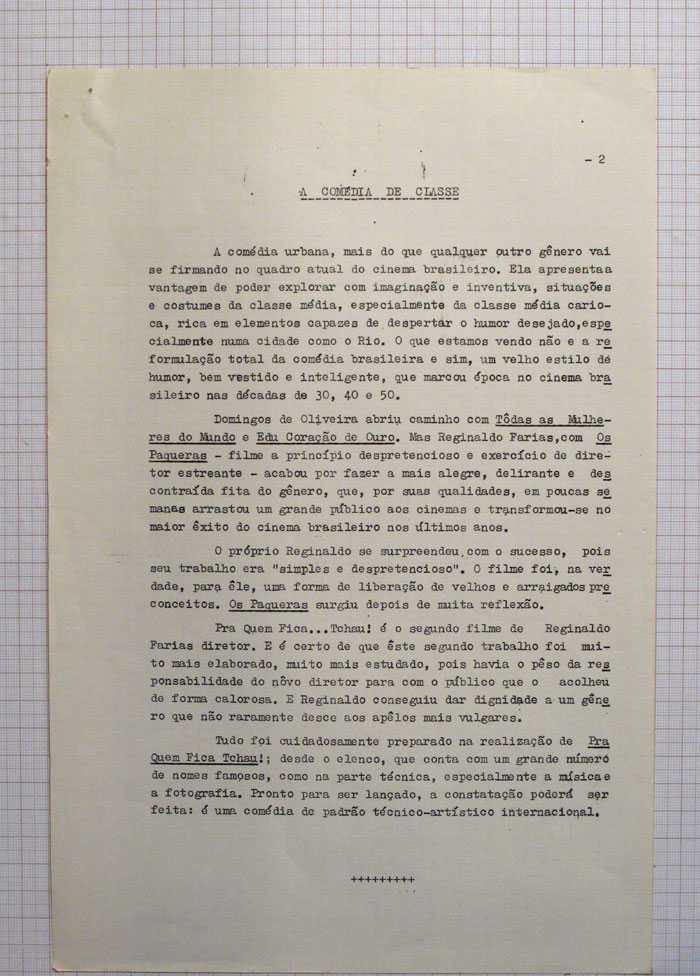 - 2
A COMÉDIA DE CLASSE
A comédia urbana, mais do que qualquer outro gênero vai
se firmando no quadro atual do cinema brasileiro. Ela apresentaa
vantagem de poder explorar com imaginação e inventiva, situações
e costumes da classe média, especialmente da classe média cario-
ca, rica em elementos capazes de despertar o humor desejado,espe
cialmente numa cidade como o Rio. O que estamos vendo não e a re
formulação total da comédia brasileira e sim, um velho estilo de
humor, bem vestido e inteligente, que marcou época no cinema bra
sileiro nas décadas de 30, 40 e 50.
Domingos de Oliveira abriu caminho com Tôdas as Mulhe-
res do Mundo e Edu Coração de Ouro. Mas Reginaldo Farias,com Os
Paqueras - filme a princípio despretencioso e exercício de dire-
tor estreante - acabou por fazer a mais alegre, delirante e des
contraída fita do gênero, que, por suas qualidades, em poucas se
manas arrastou um grande público aos cinemas e transformou-se no
maior êxito do cinema brasileiro nos últimos anos.
O próprio Reginaldo se surpreendeu com o sucesso, pois
seu trabalho era "simples e despretencioso". O filme foi, na ver
dade, para êle, uma forma de liberação de velhos e arraigados pre
conceitos. Os Paqueras surgiu depois de muita reflexão.
Pra Quem Fica...Tchau! é o segundo filme de Reginaldo
Farias diretor. E é certo de que êste segundo trabalho foi mui-
to mais elaborado, muito mais estudado, pois havia o pêso da res
ponsabilidade do nôvo diretor para com o público que o acolheu
de forma calorosa. E Reginaldo conseguiu dar dignidade a um gêne
ro que não raramente desce aos apêlos mais vulgares.
Tudo foi cuidadosamente preparado na realização de Pra
Quem Fica Tchau!; desde o elenco, que conta com um grande número
de nomes famosos, como na parte técnica, especialmente a música e
a fotografia. Pronto para ser lançado, a constatação poderá ser
feita: é uma comédia de padrão técnico-artístico internacional.
+++++++++